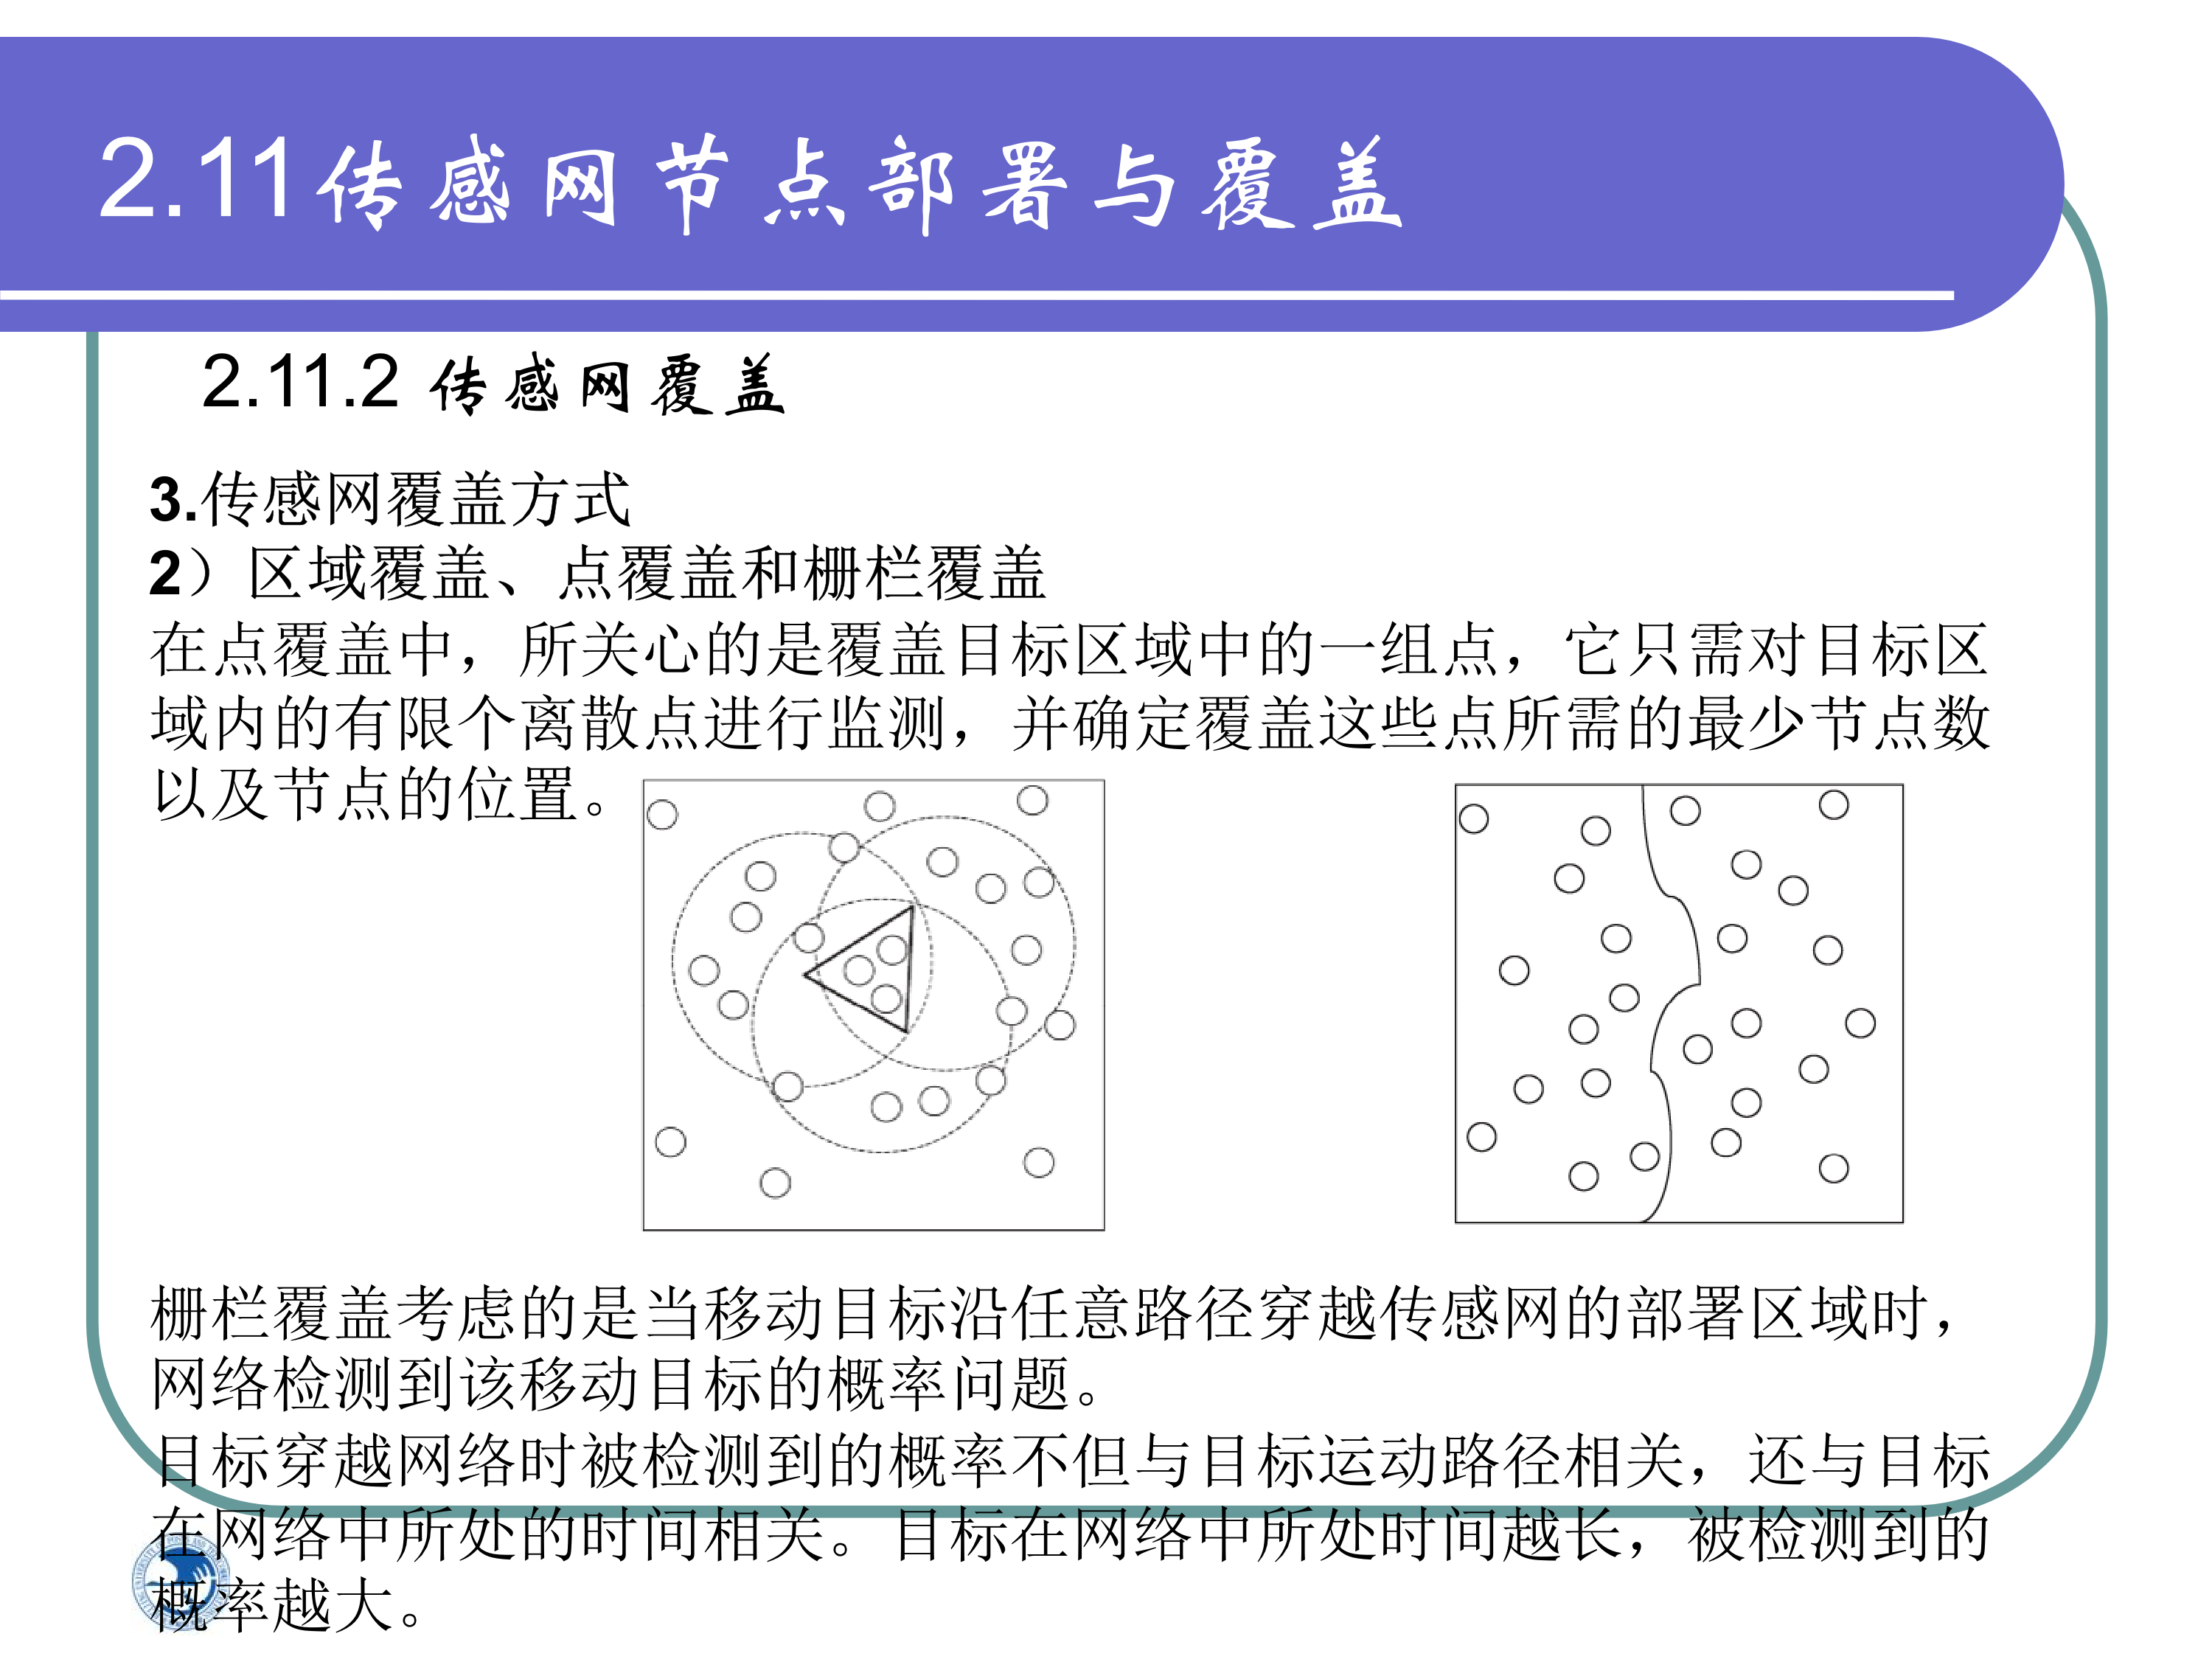 2.11传感网节点部署与覆盖
2.11.2 传感网覆盖
3.传感网覆盖方式
2）区域覆盖、点覆盖和栅栏覆盖
在点覆盖中，所关心的是覆盖目标区域中的一组点，它只需对目标区
域内的有限个离散点进行监测，并确定覆盖这些点所需的最少节点数
以及节点的位置。
栅栏覆盖考虑的是当移动目标沿任意路径穿越传感网的部署区域时，
网络检测到该移动目标的概率问题。
目标穿越网络时被检测到的概率不但与目标运动路径相关，还与目标
在网络中所处的时间相关。目标在网络中所处时间越长，被检测到的
概率越大。